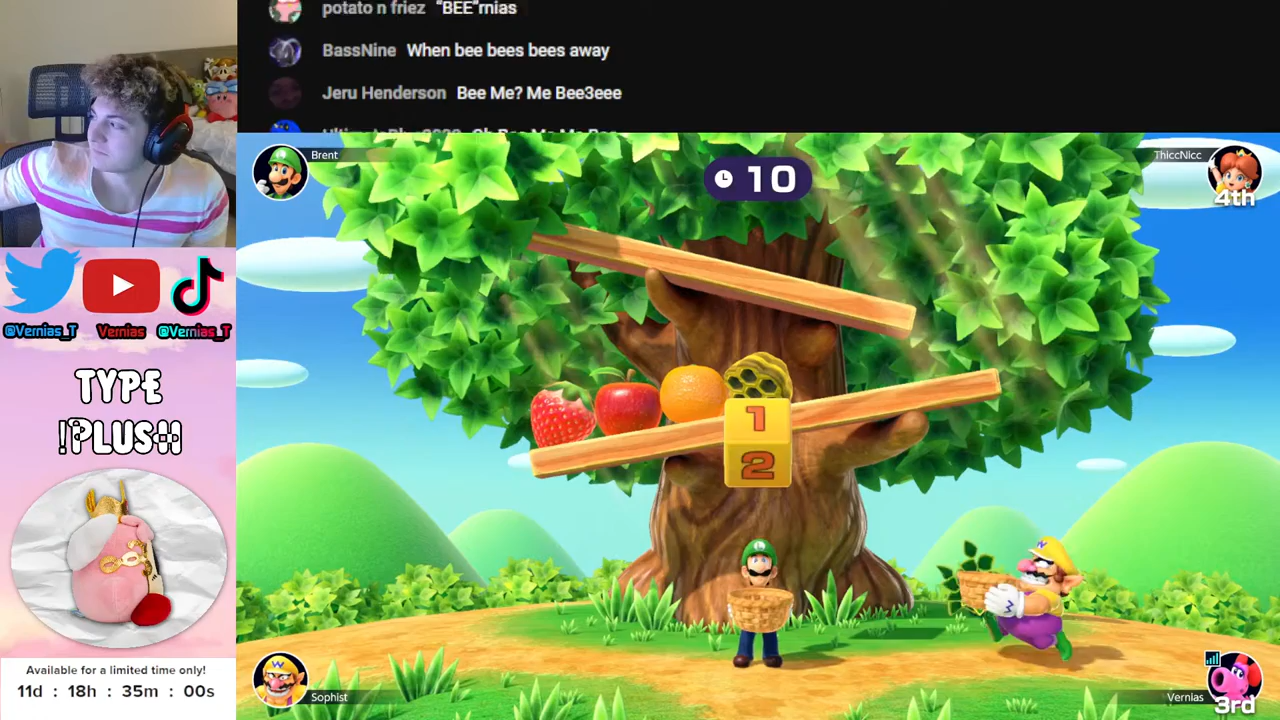 potato n friez "BEE"rnias
BassNine When bee bees bees away
Jeru Henderson Bee Me? Me Bee3eee
Brent
10
ThiccNicc
4th
@Vernias_T
Vernias
@Vernias_T
TYPE
!PLUSH
1
2
Available for a limited time only!
11d : 18h : 35m : 00s
Sophist
Vernias
3rd